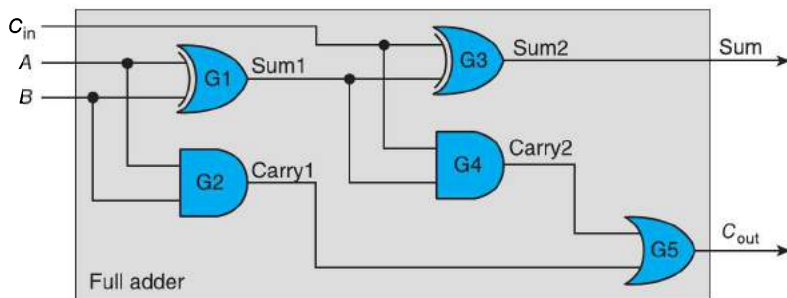 C_in
A
B
G1
Sum1
G3
Sum2
Sum
G2
Carry1
G4
Carry2
G5
C_out
Full adder